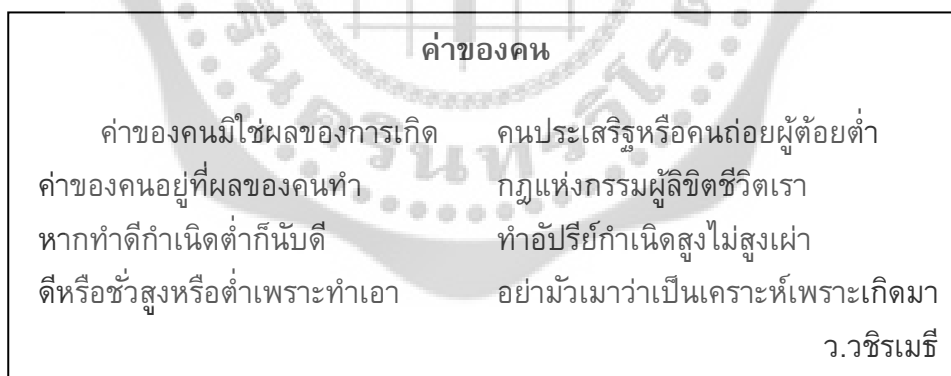 ค่าของคน
ค่าของคนมิใช่ผลของการเกิด คนประเสริฐหรือคนถ่อยผู้ต้อยต่ำ
ค่าของคนอยู่ที่ผลของคนทำ กฎแห่งกรรมผู้ลิขิตชีวิตเรา
หากทำดีกำเนิดต่ำก็นับดี ทำอัปรีย์กำเนิดสูงไม่สูงเผ่า
ดีหรือชั่วสูงหรือต่ำเพราะทำเอา อย่ามัวเมาว่าเป็นเคราะห์เพราะเกิดมา
ว.วชิรเมธี